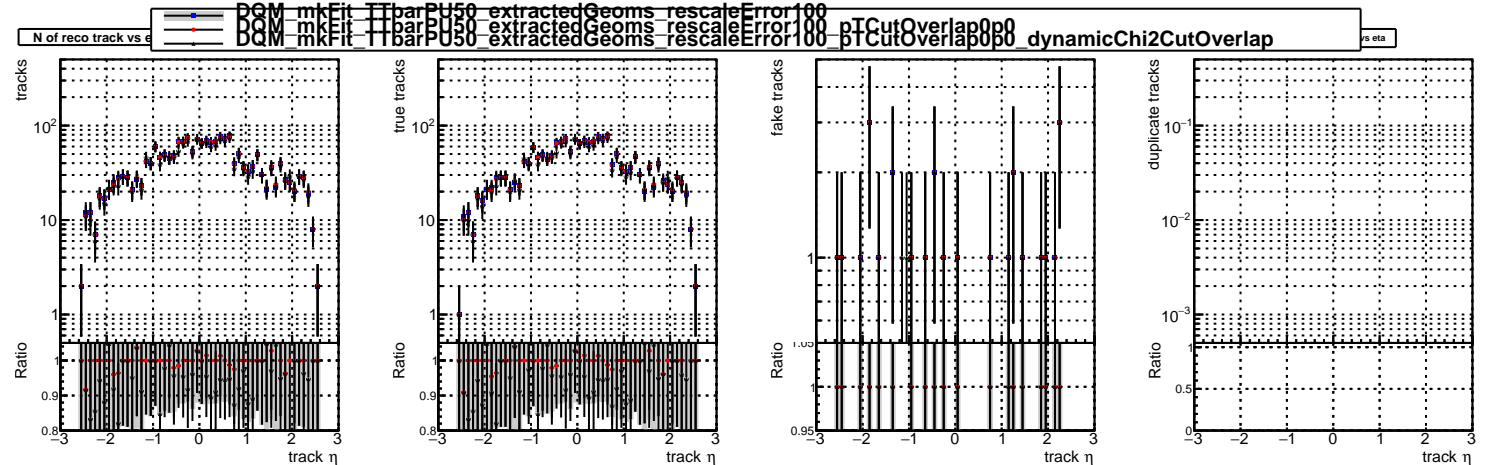 DQM_mkFit_TTbarPU50_extractedGeoms_rescaleError100
DQM_mkFit_TTbarPU50_extractedGeoms_rescaleError100_pTCutOverlap0p0
DQM_mkFit_TTbarPU50_extractedGeoms_rescaleError100_pTCutOverlap0p0_dynamicChi2CutOverlap
N of reco track vs
vs eta
tracks
10²
10
1
Ratio
1
0.9
0.8
−3 −2 −1 0 1 2 3
track η
true tracks
10²
10
1
Ratio
1
0.9
0.8
−3 −2 −1 0 1 2 3
track η
fake tracks
1
Ratio
1.05
1
0.95
−3 −2 −1 0 1 2 3
track η
duplicate tracks
10⁻¹
10⁻²
10⁻³
Ratio
1
0.5
0
−3 −2 −1 0 1 2 3
track η